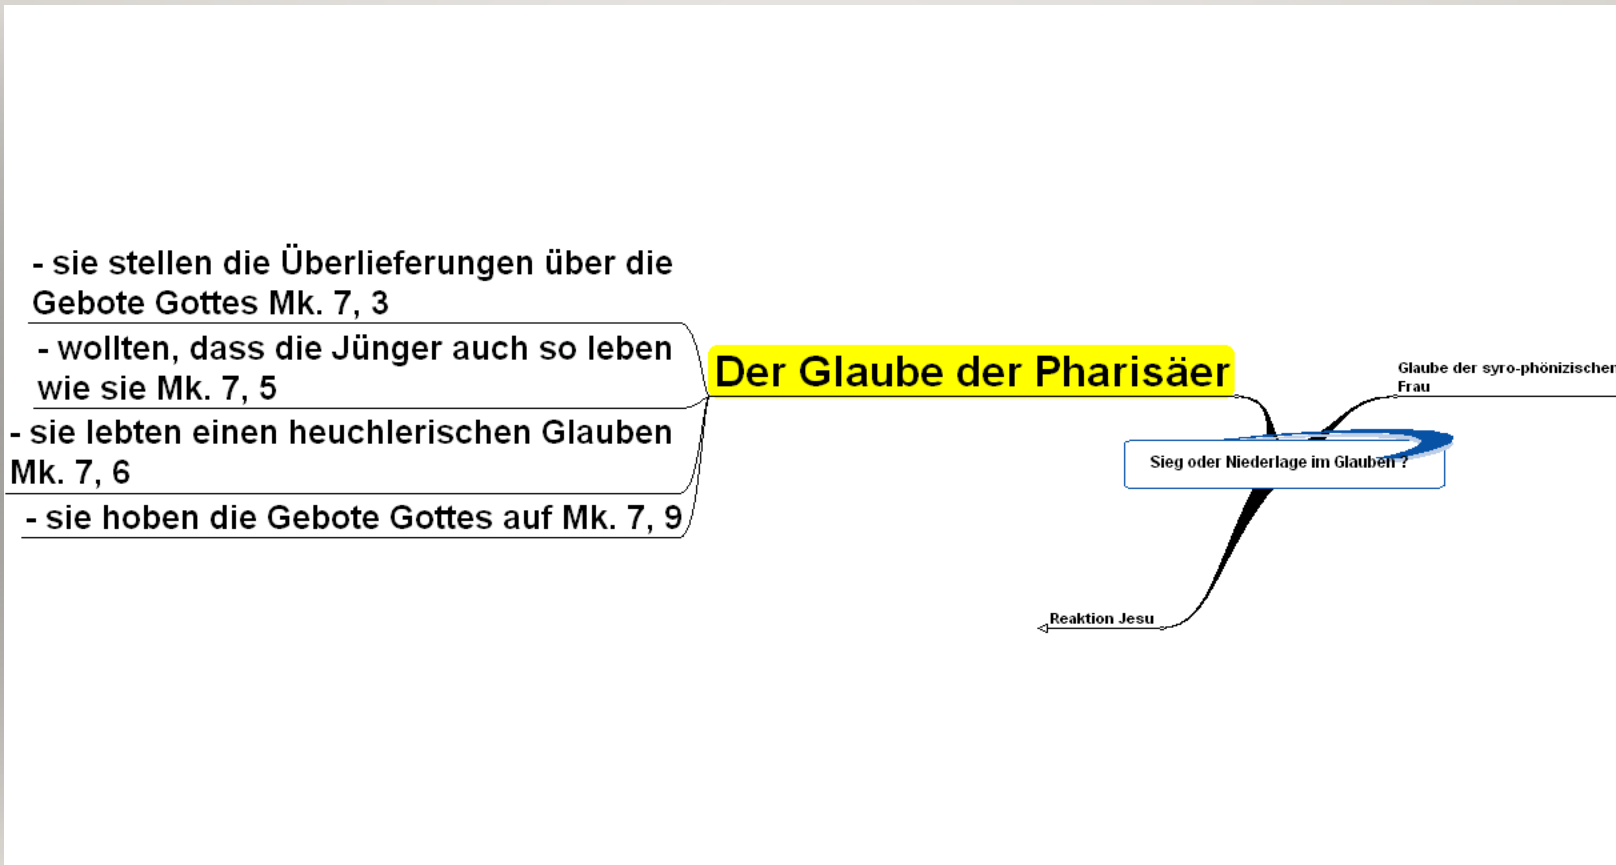 - sie stellen die Überlieferungen über die
Gebote Gottes Mk. 7, 3
- wollten, dass die Jünger auch so leben
wie sie Mk. 7, 5
- sie lebten einen heuchlerischen Glauben
Mk. 7, 6
- sie hoben die Gebote Gottes auf Mk. 7, 9
Der Glaube der Pharisäer
Glaube der syro-phönizischen
Frau
Sieg oder Niederlage im Glauben ?
Reaktion Jesu